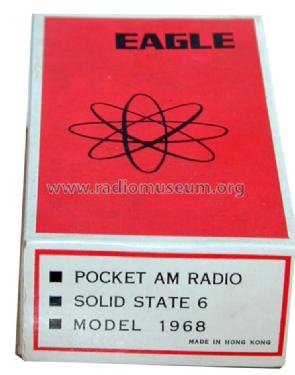 EAGLE
www.radiomuseum.org
POCKET AM RADIO
SOLID STATE 6
MODEL 1968
MADE IN HONG KONG